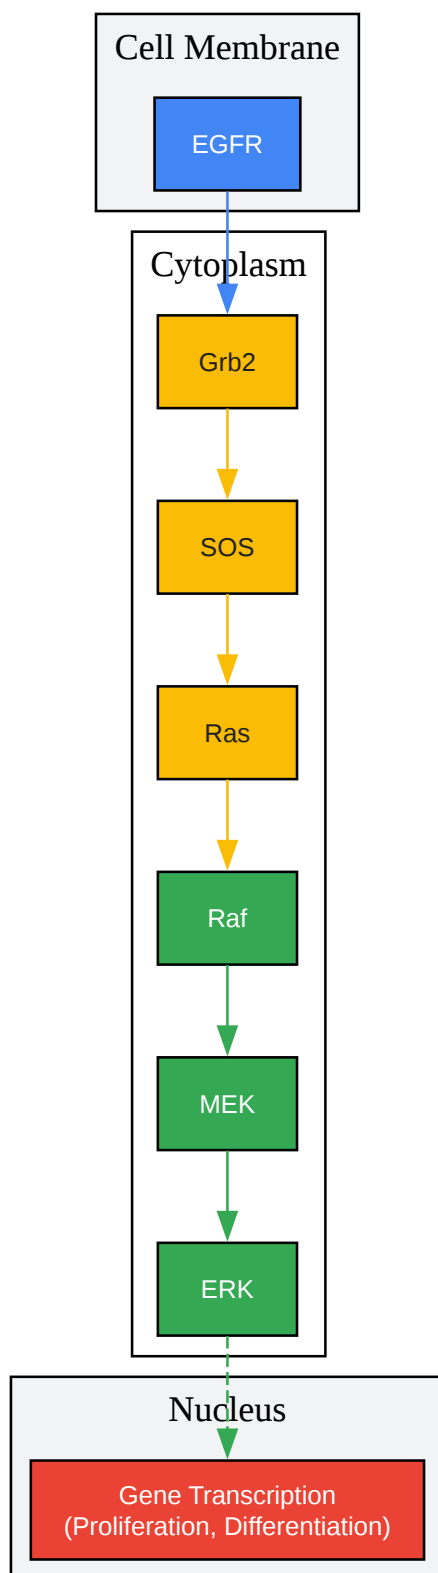 Cell Membrane
EGFR
Cytoplasm
Grb2
SOS
Ras
Raf
MEK
ERK
Nucleus
Gene Transcription
(Proliferation, Differentiation)